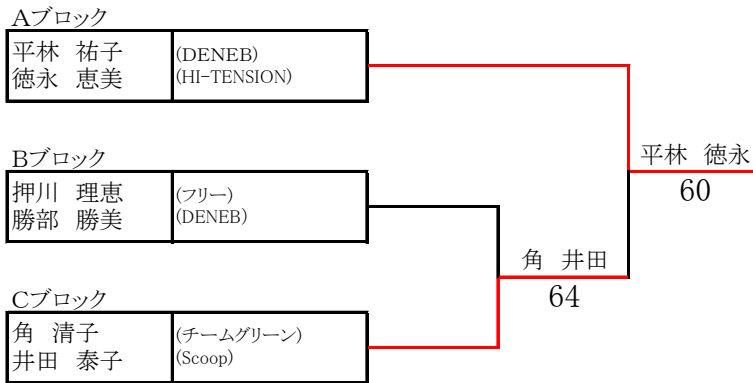 Aブロック
平林 祐子 (DENEB)
徳永 恵美 (HI-TENSION)
平林 徳永
60
Bブロック
押川 理恵 (フリー)
勝部 勝美 (DENEB)
角 井田
64
Cブロック
角 清子 (チームグリーン)
井田 泰子 (Scoop)